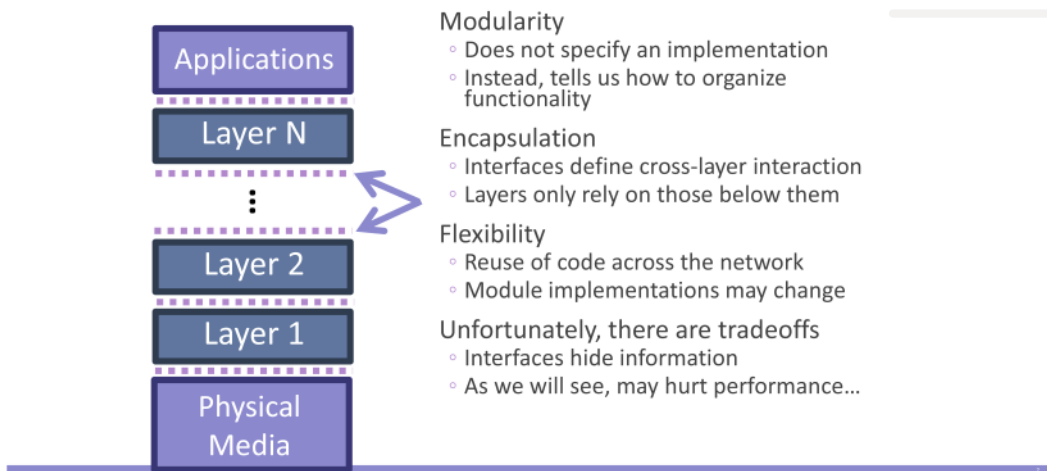 Applications
Layer N
⋮
Layer 2
Layer 1
Physical
Media
Modularity
◦ Does not specify an implementation
◦ Instead, tells us how to organize
functionality
Encapsulation
◦ Interfaces define cross-layer interaction
◦ Layers only rely on those below them
Flexibility
◦ Reuse of code across the network
◦ Module implementations may change
Unfortunately, there are tradeoffs
◦ Interfaces hide information
◦ As we will see, may hurt performance…